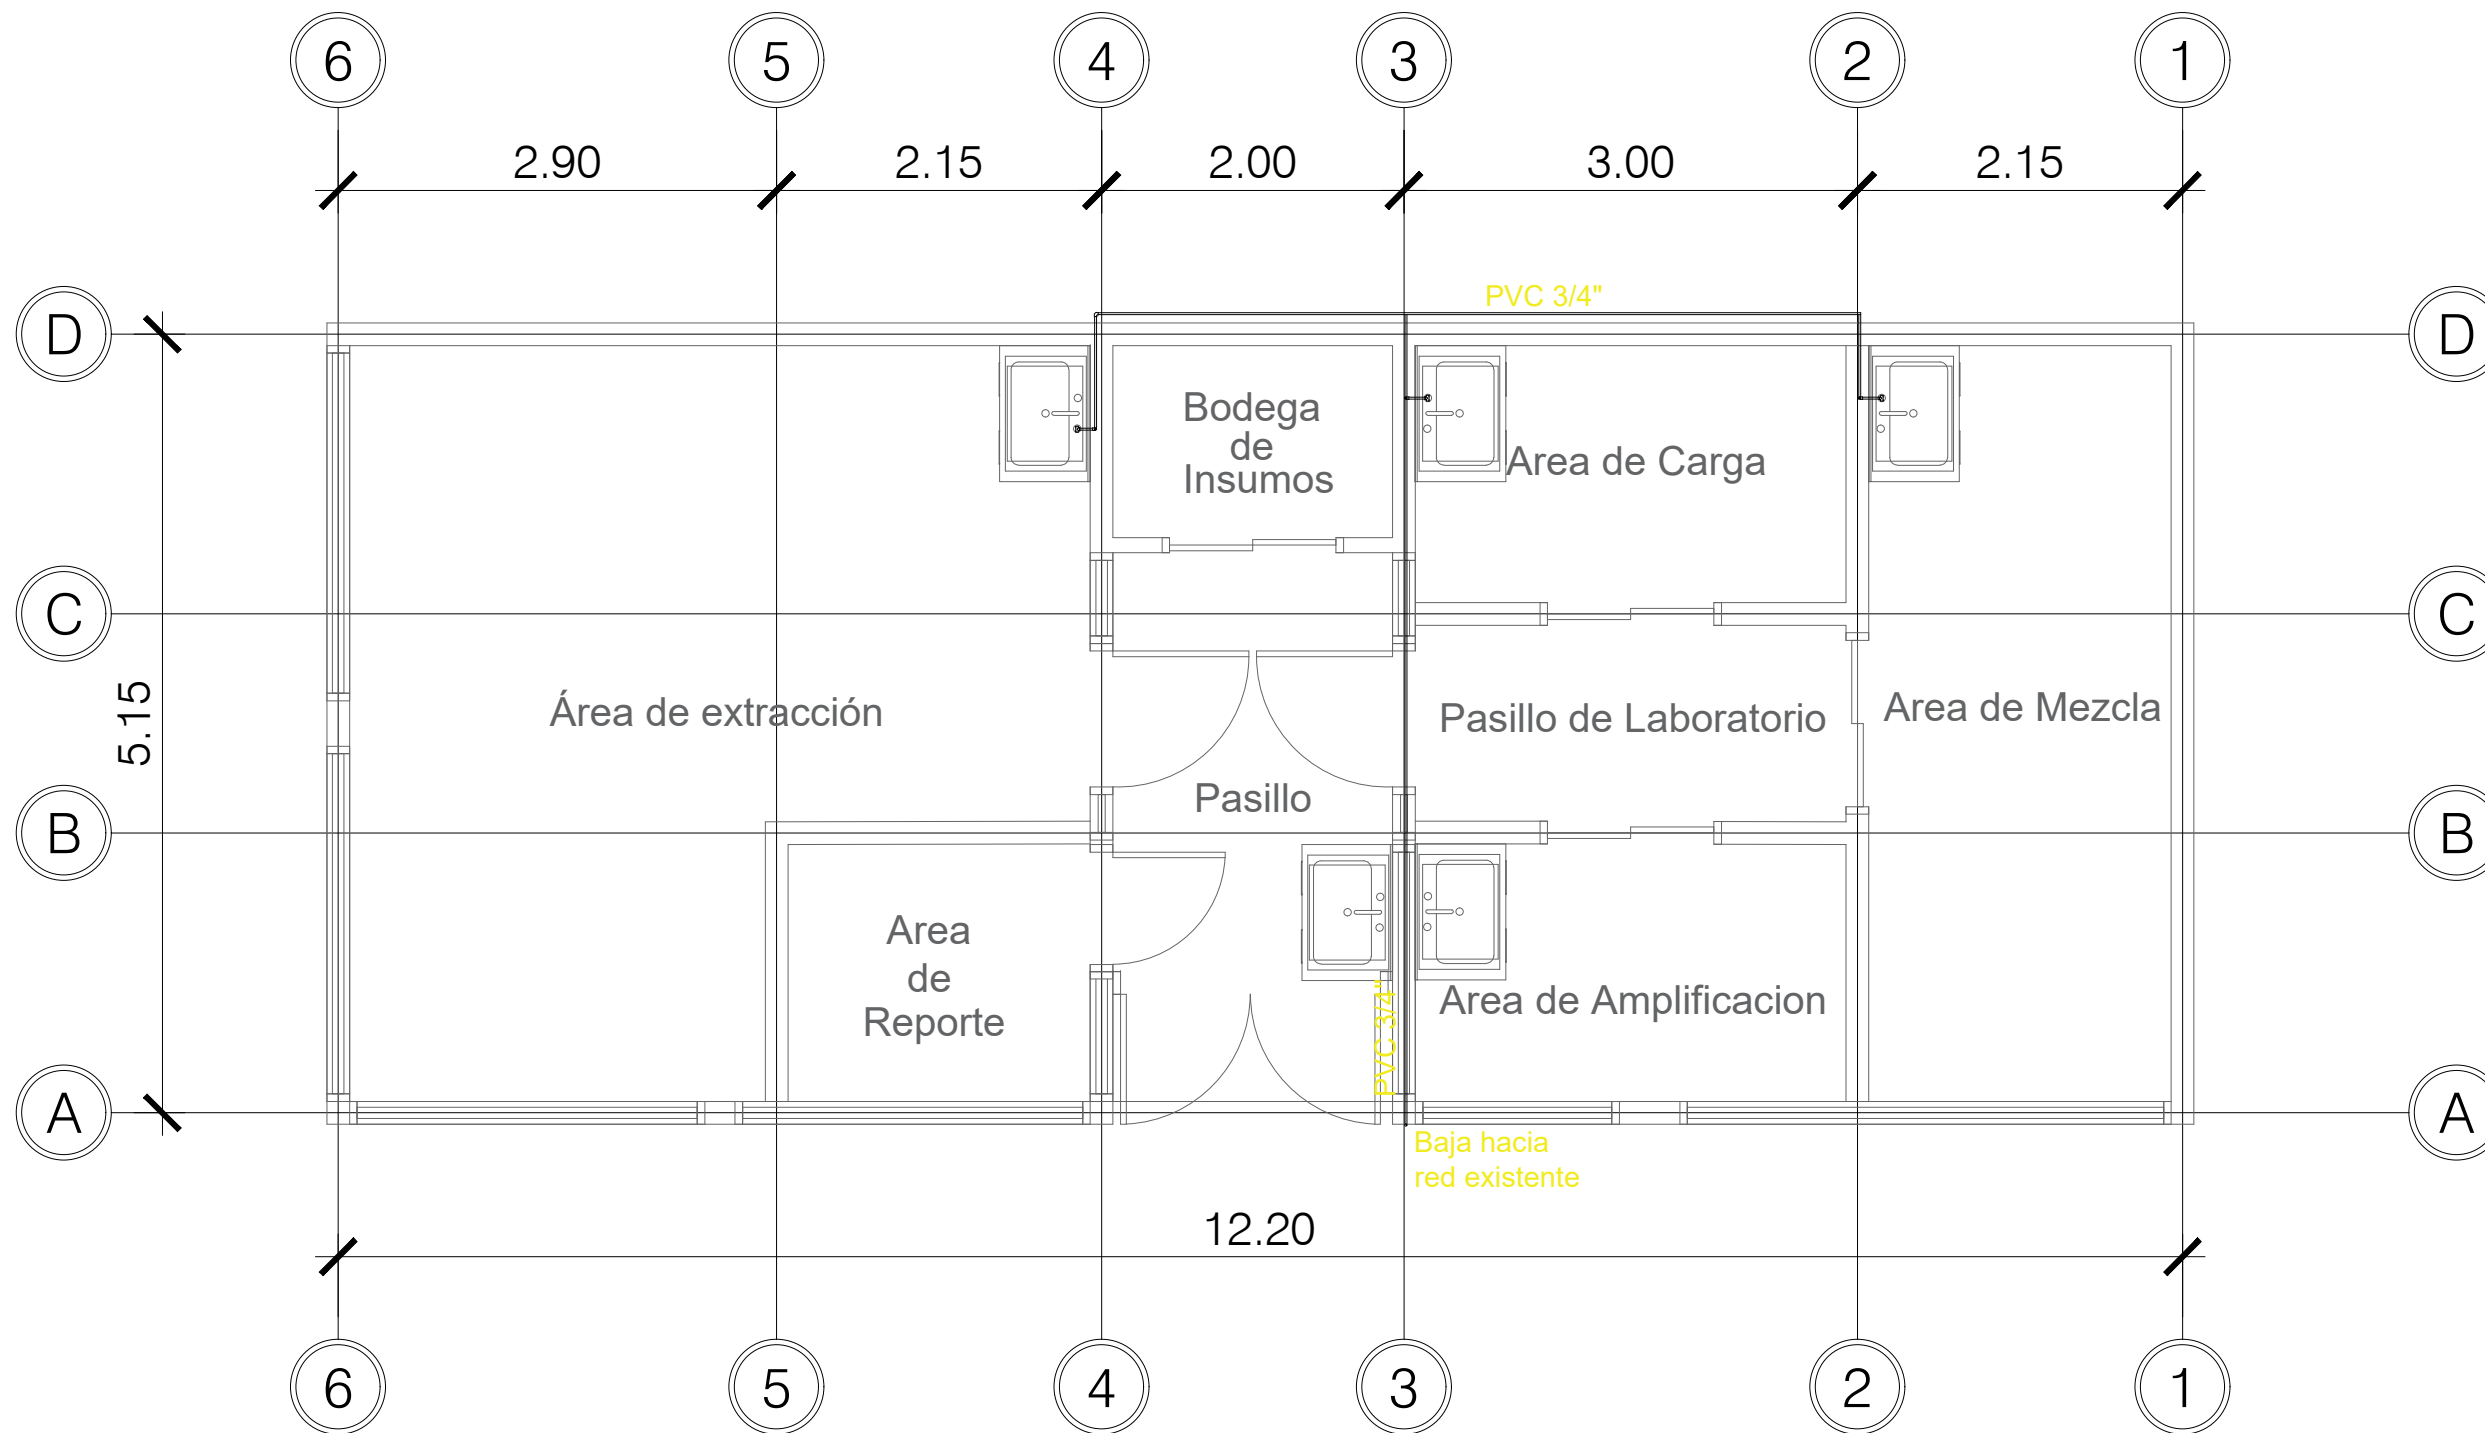 6 5 4 3 2 1
2.90 2.15 2.00 3.00 2.15
PVC 3/4"
D D
Bodega
de
Insumos
Area de Carga
C C
5.15
Área de extracción
Pasillo de Laboratorio
Area de Mezcla
Pasillo
B B
Area
de
Reporte
PVC 3/4"
Area de Amplificacion
A A
Baja hacia
red existente
12.20
6 5 4 3 2 1